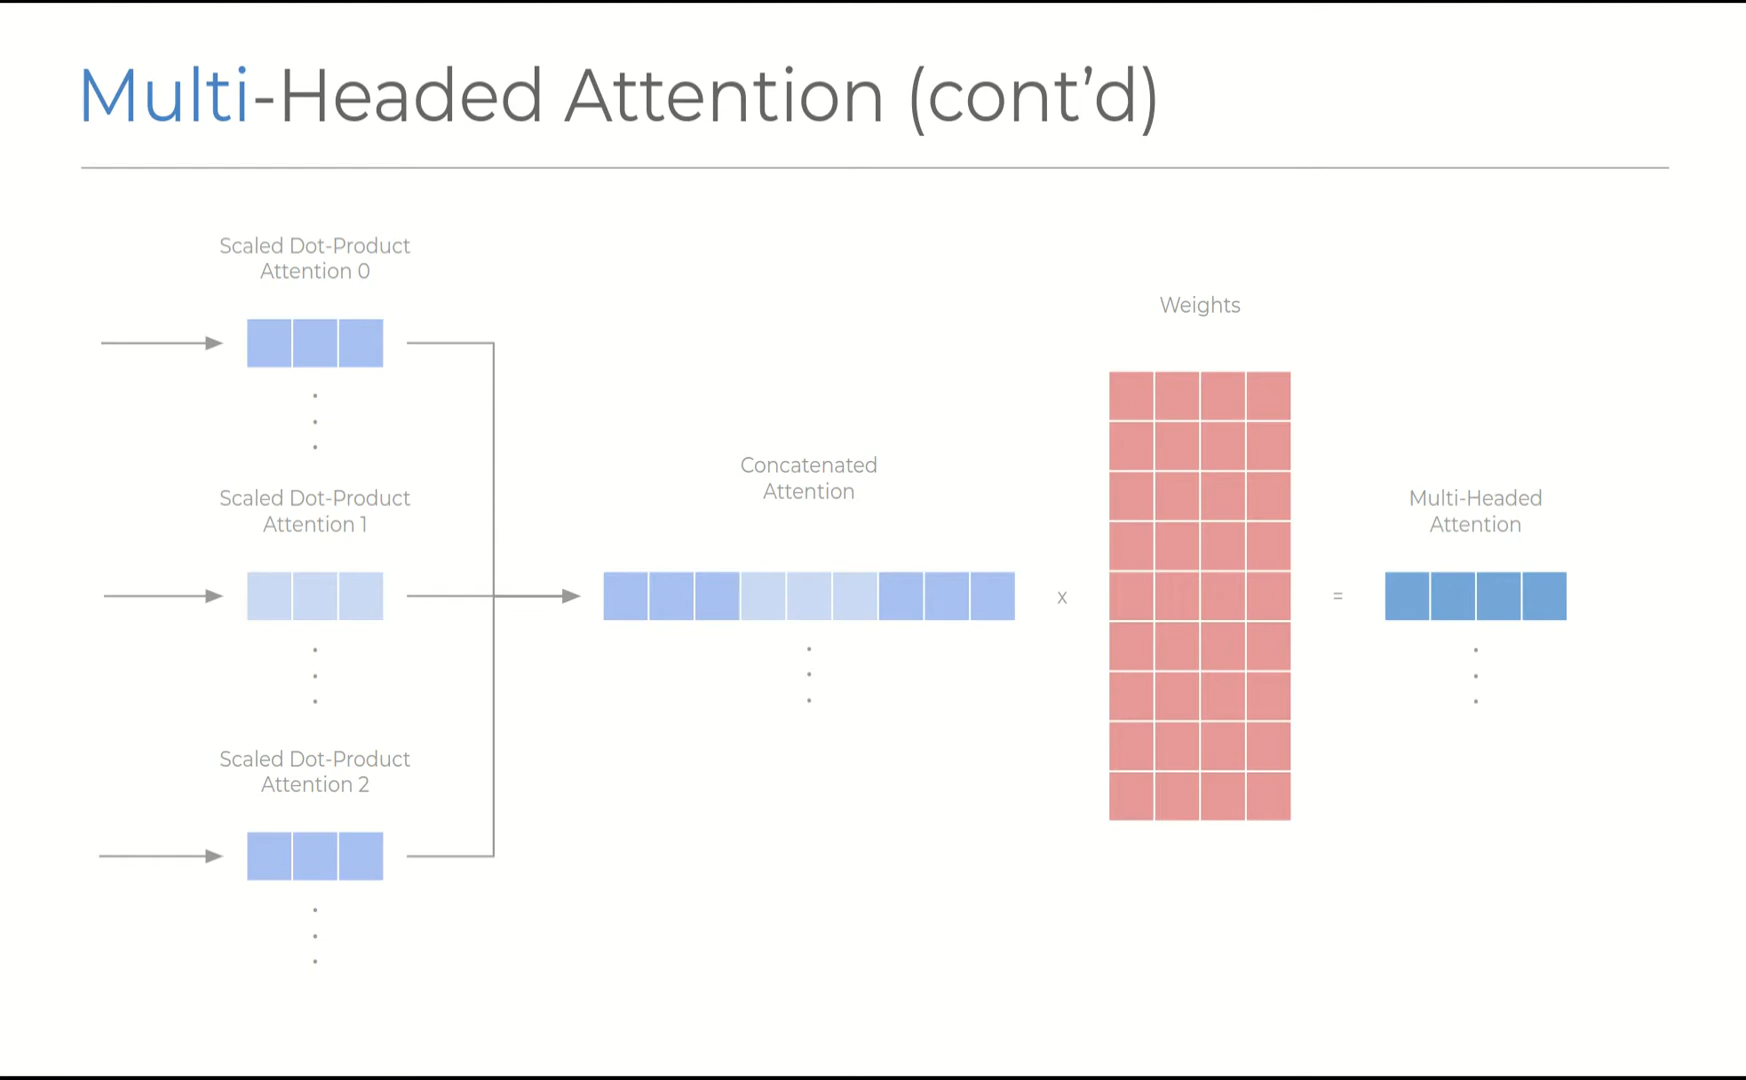 Multi-Headed Attention (cont’d)
Scaled Dot-Product
Attention 0
Scaled Dot-Product
Attention 1
Scaled Dot-Product
Attention 2
Concatenated
Attention
x
Weights
=
Multi-Headed
Attention